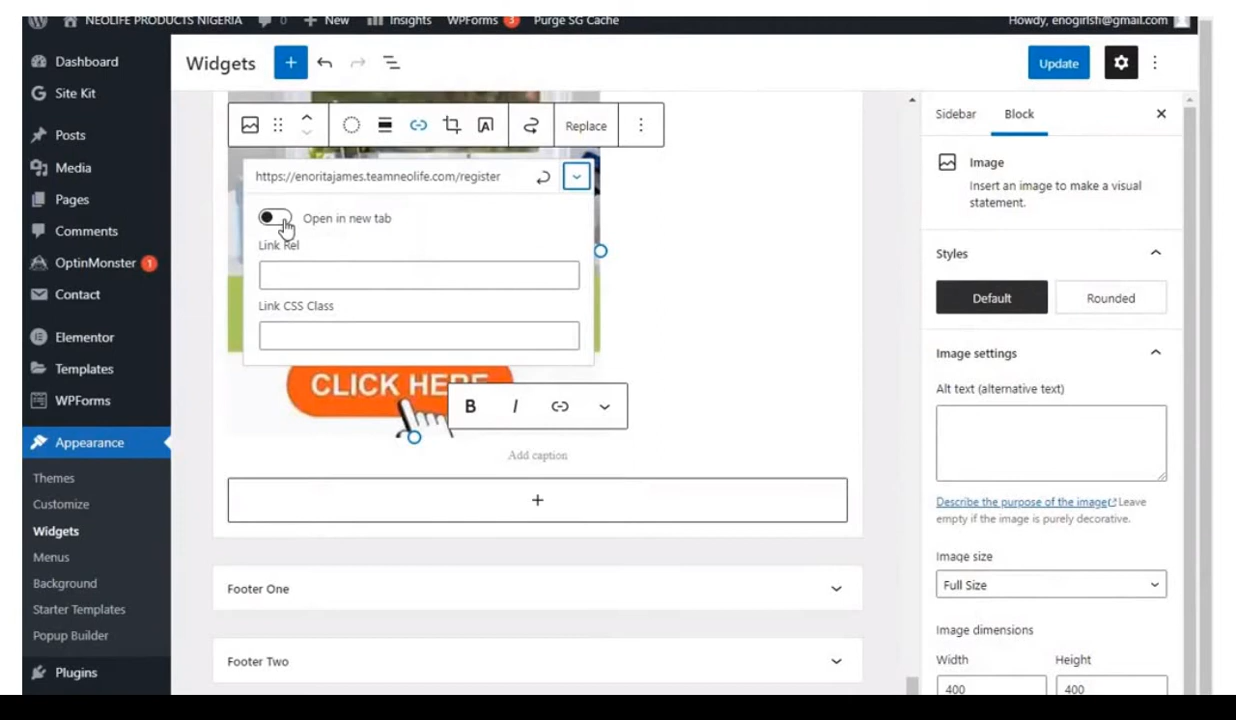 NEOLIFE PRODUCTS NIGERIA 0 + New Insights WPForms 3 Purge SG Cache Howdy, enogirlsfi@gmail.com
Dashboard
Site Kit
Posts
Media
Pages
Comments
OptinMonster 1
Contact
Elementor
Templates
WPForms
Appearance
Themes
Customize
Widgets
Menus
Background
Starter Templates
Popup Builder
Plugins
Widgets
Update
Replace
https://enoritajames.teamneolife.com/register
Open in new tab
Link Rel
Link CSS Class
CLICK HERE
B I
Add caption
+
Footer One
Footer Two
Sidebar Block
Image
Insert an image to make a visual
statement.
Styles
Default Rounded
Image settings
Alt text (alternative text)
Describe the purpose of the image Leave
empty if the image is purely decorative.
Image size
Full Size
Image dimensions
Width Height
400 400